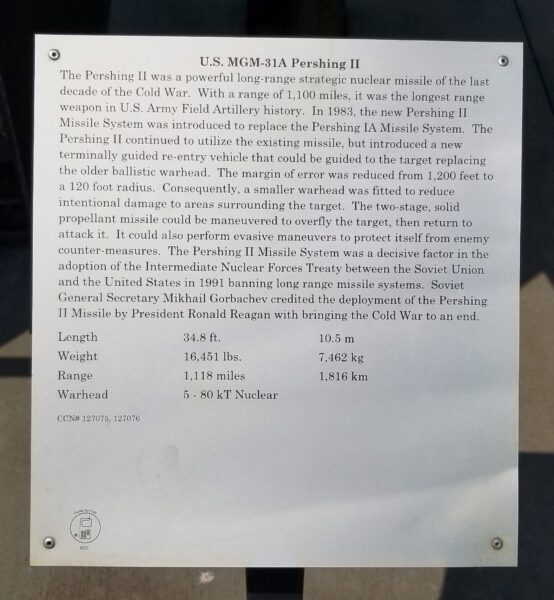 U.S. MGM-31A Pershing II
The Pershing II was a powerful long-range strategic nuclear missile of the last
decade of the Cold War. With a range of 1,100 miles, it was the longest range
weapon in U.S. Army Field Artillery history. In 1983, the new Pershing II
Missile System was introduced to replace the Pershing IA Missile System. The
Pershing II continued to utilize the existing missile, but introduced a new
terminally guided re-entry vehicle that could be guided to the target replacing
the older ballistic warhead. The margin of error was reduced from 1,200 feet to
a 120 foot radius. Consequently, a smaller warhead was fitted to reduce
intentional damage to areas surrounding the target. The two-stage, solid
propellant missile could be maneuvered to overfly the target, then return to
attack it. It could also perform evasive maneuvers to protect itself from enemy
counter-measures. The Pershing II Missile System was a decisive factor in the
adoption of the Intermediate Nuclear Forces Treaty between the Soviet Union
and the United States in 1991 banning long range missile systems. Soviet
General Secretary Mikhail Gorbachev credited the deployment of the Pershing
II Missile by President Ronald Reagan with bringing the Cold War to an end.
Length 34.8 ft. 10.5 m
Weight 16,451 lbs. 7,462 kg
Range 1,118 miles 1,816 km
Warhead 5 - 80 kT Nuclear
CCN# 127075, 127076
600